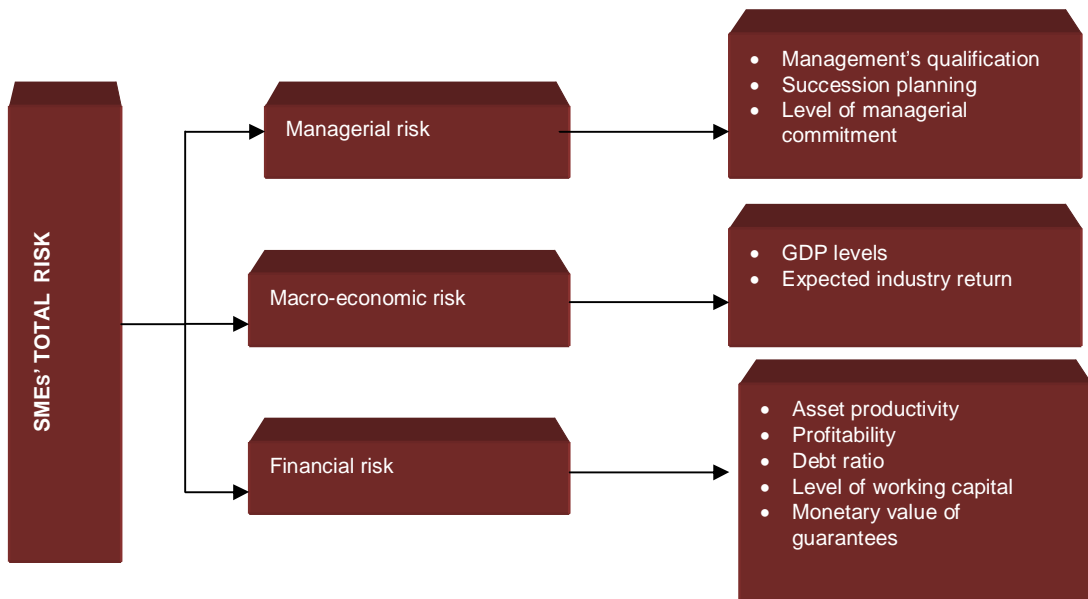 SMEs' TOTAL RISK
Managerial risk
• Management's qualification
• Succession planning
• Level of managerial
commitment
Macro-economic risk
• GDP levels
• Expected industry return
Financial risk
• Asset productivity
• Profitability
• Debt ratio
• Level of working capital
• Monetary value of
guarantees